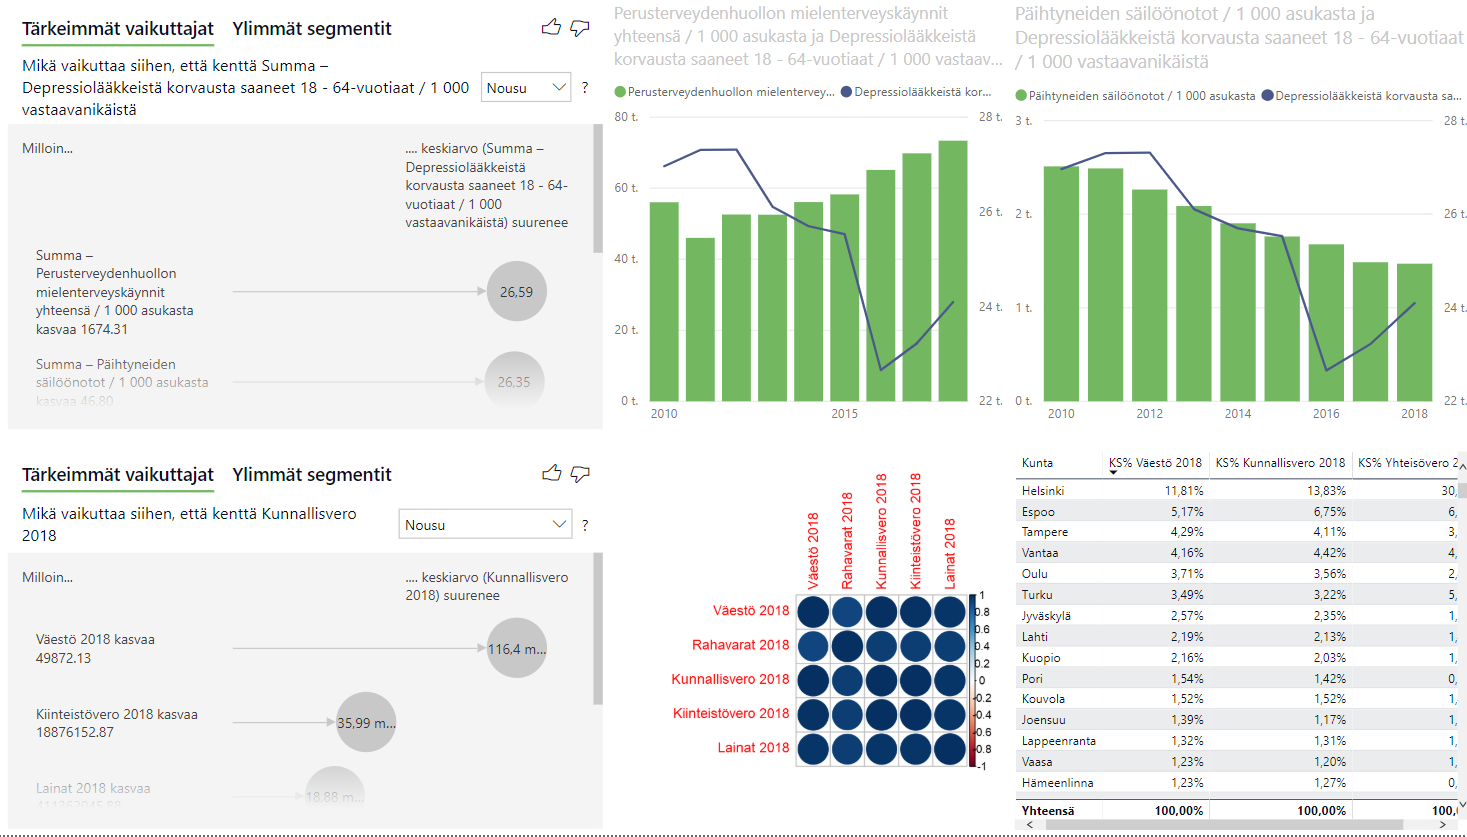 Tärkeimmät vaikuttajat Ylimmät segmentit
Mikä vaikuttaa siihen, että kenttä Summa –
Depressiolääkkeistä korvausta saaneet 18 - 64-vuotiaat / 1 000
vastaavanikäistä
Nousu
?
Milloin...
.... keskiarvo (Summa –
Depressiolääkkeistä
korvausta saaneet 18 - 64-
vuotiaat / 1 000
vastaavanikäistä) suurenee
Summa –
Perusterveydenhuollon
mielenterveyskäynnit
yhteensä / 1 000 asukasta
kasvaa 1674.31
26,59
Summa – Päihtyneiden
säilöönotot / 1 000 asukasta
kasvaa 46.80
26,35
Perusterveydenhuollon mielenterveyskäynnit
yhteensä / 1 000 asukasta ja Depressiolääkkeistä
korvausta saaneet 18 - 64-vuotiaat / 1 000 vastaav...
Perusterveydenhuollon mielentervey... Depressiolääkkeistä kor...
80 t. 28 t.
60 t. 26 t.
40 t. 24 t.
20 t.
0 t. 22 t.
2010 2015
Päihtyneiden säilöönotot / 1 000 asukasta ja
Depressiolääkkeistä korvausta saaneet 18 - 64-vuotiaat
/ 1 000 vastaavanikäistä
Päihtyneiden säilöönotot / 1 000 asukasta Depressiolääkkeistä korvausta sa...
3 t. 28 t.
2 t. 26 t.
1 t. 24 t.
0 t. 22 t.
2010 2012 2014 2016 2018
Tärkeimmät vaikuttajat Ylimmät segmentit
Mikä vaikuttaa siihen, että kenttä Kunnallisvero
2018
Nousu
?
Milloin...
.... keskiarvo (Kunnallisvero
2018) suurenee
Väestö 2018 kasvaa
49872.13
116,4 m...
Kiinteistövero 2018 kasvaa
18876152.87
35,99 m...
Lainat 2018 kasvaa
18,88 m...
Väestö 2018
Rahavarat 2018
Kunnallisvero 2018
Kiinteistövero 2018
Lainat 2018
Väestö 2018
Rahavarat 2018
Kunnallisvero 2018
Kiinteistövero 2018
Lainat 2018
1
0.8
0.6
0.4
0.2
0
-0.2
-0.4
-0.6
-0.8
-1
Kunta KS% Väestö 2018 KS% Kunnallisvero 2018 KS% Yhteisövero 2
Helsinki 11,81% 13,83% 30,
Espoo 5,17% 6,75% 6,
Tampere 4,29% 4,11% 3,
Vantaa 4,16% 4,42% 4,
Oulu 3,71% 3,56% 2,
Turku 3,49% 3,22% 5,
Jyväskylä 2,57% 2,35% 1,
Lahti 2,19% 2,13% 1,
Kuopio 2,16% 2,03% 1,
Pori 1,54% 1,42% 0,
Kouvola 1,52% 1,52% 1,
Joensuu 1,39% 1,17% 1,
Lappeenranta 1,32% 1,31% 1,
Vaasa 1,23% 1,20% 1,
Hämeenlinna 1,23% 1,27% 0,
Yhteensä 100,00% 100,00% 100,